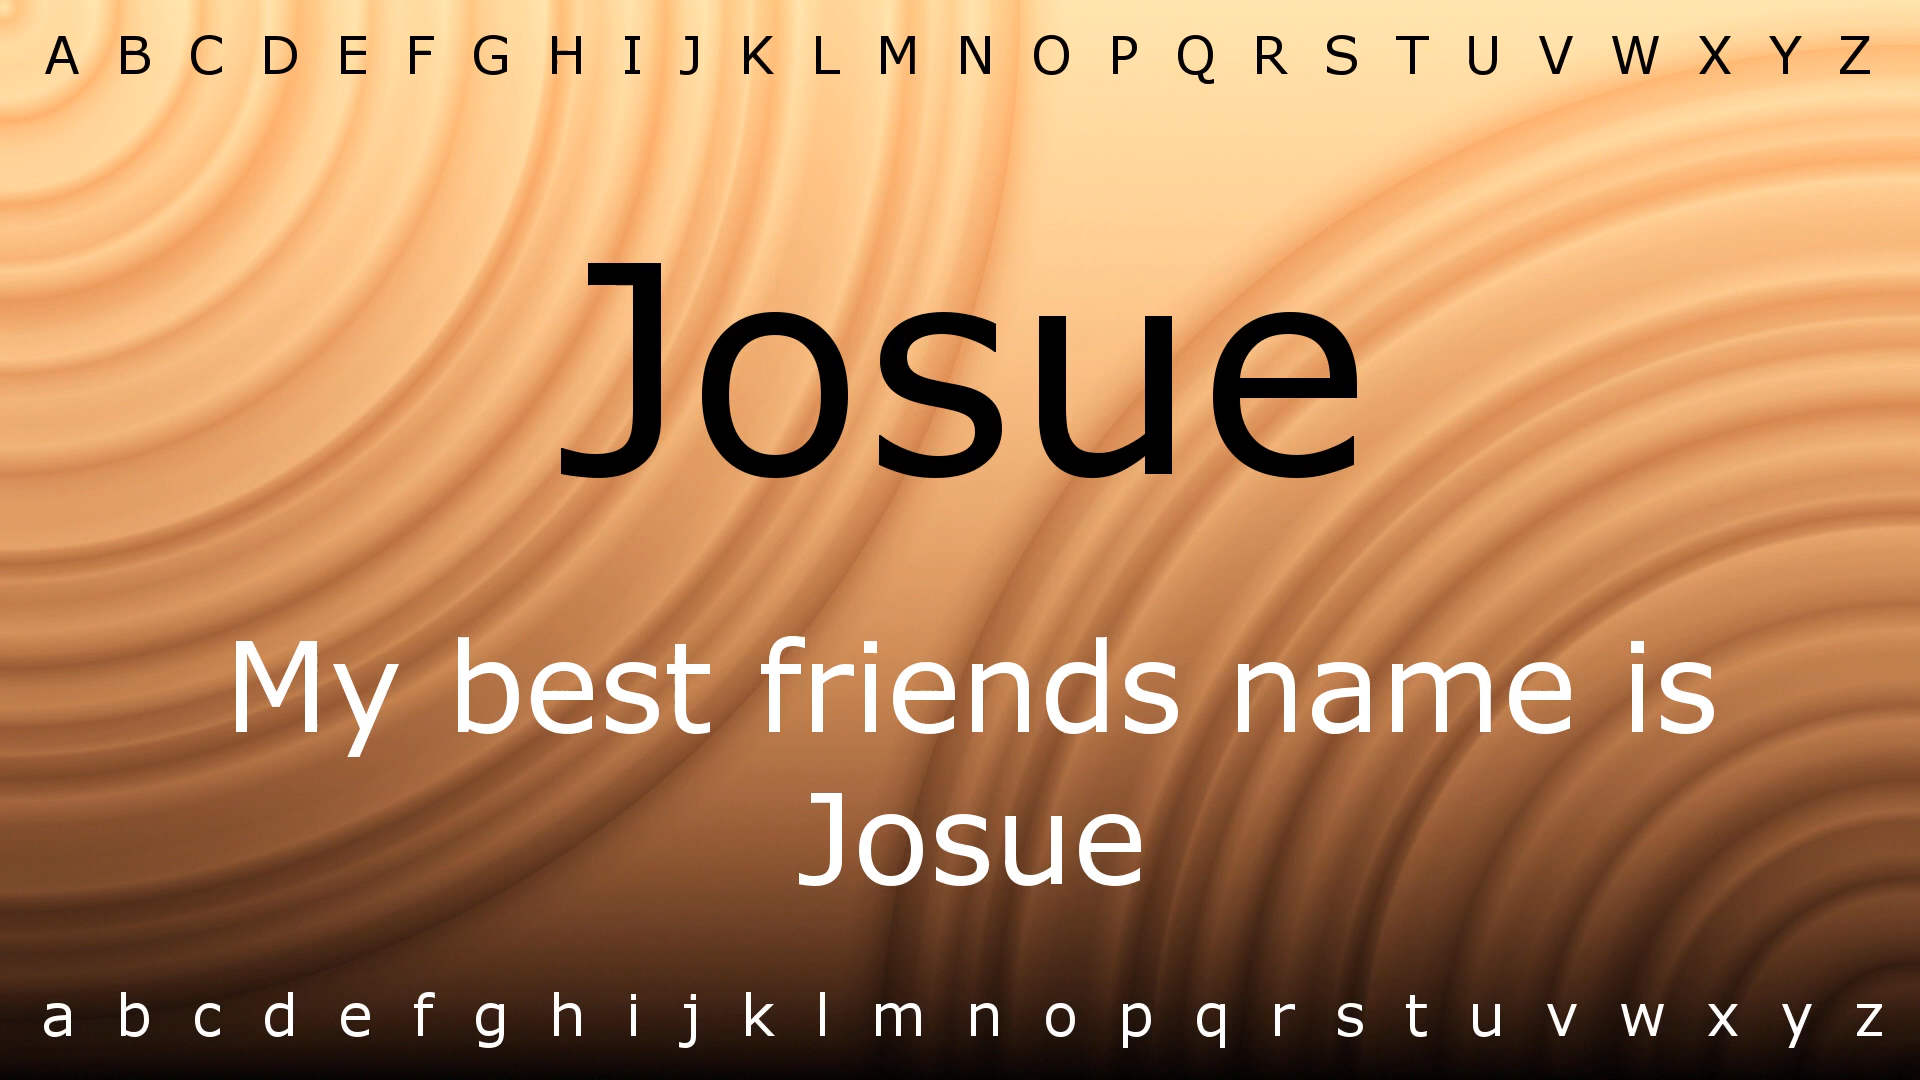 A B C D E F G H I J K L M N O P Q R S T U V W X Y Z
Josue
My best friends name is
Josue
a b c d e f g h i j k l m n o p q r s t u v w x y z